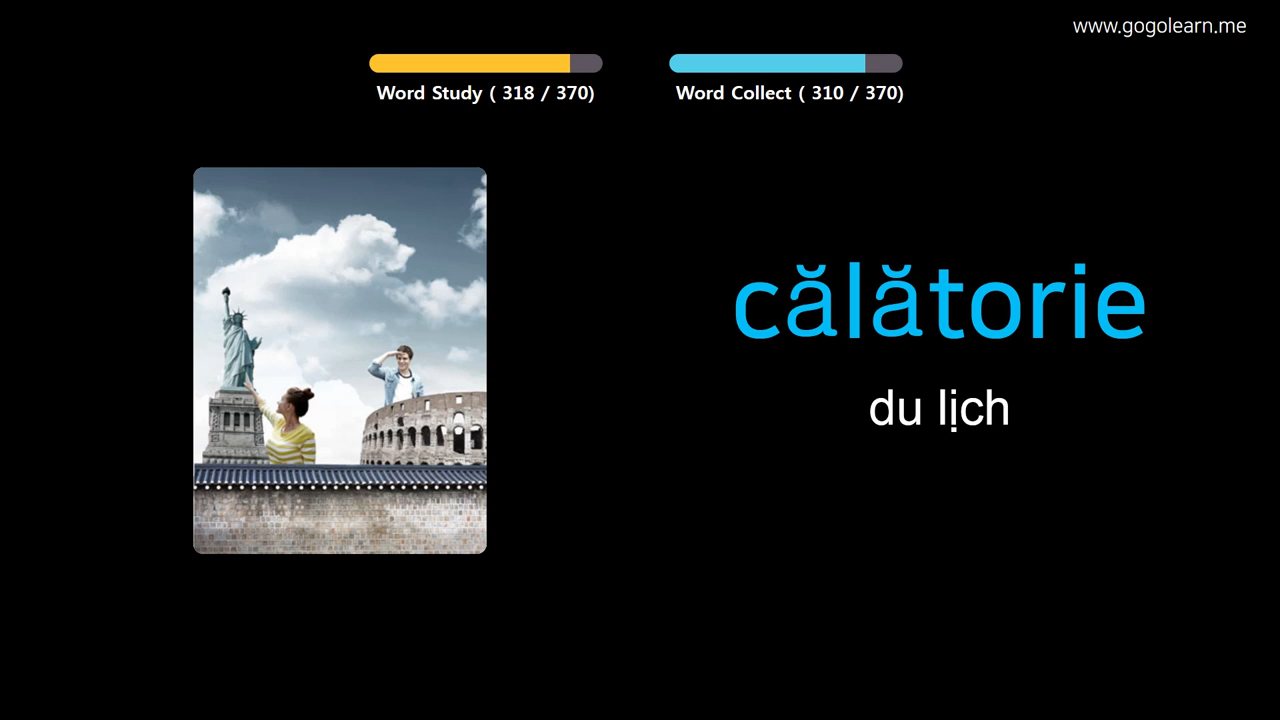 www.gogolearn.me
Word Study ( 318 / 370)
Word Collect ( 310 / 370)
călătorie
du lịch